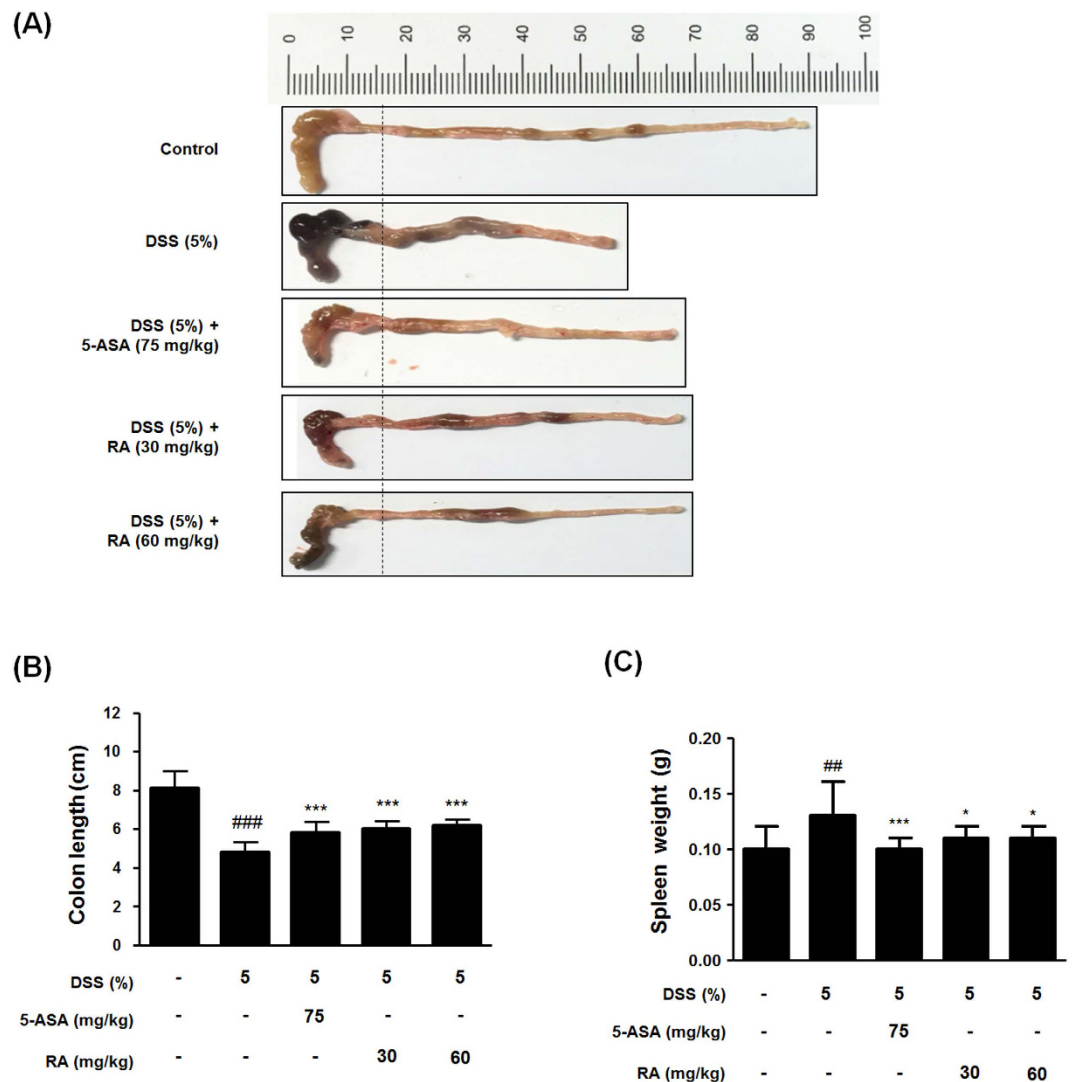 (A)
0 10 20 30 40 50 60 70 80 90 100
Control
DSS (5%)
DSS (5%) +
5-ASA (75 mg/kg)
DSS (5%) +
RA (30 mg/kg)
DSS (5%) +
RA (60 mg/kg)
(B)
Colon length (cm)
12
10
8
6
4
2
0
###
***
***
***
DSS (%) - 5 5 5 5
5-ASA (mg/kg) - - 75 - -
RA (mg/kg) - - - 30 60
(C)
Spleen weight (g)
0.20
0.15
0.10
0.05
0.00
##
***
*
*
DSS (%) - 5 5 5 5
5-ASA (mg/kg) - - 75 - -
RA (mg/kg) - - - 30 60